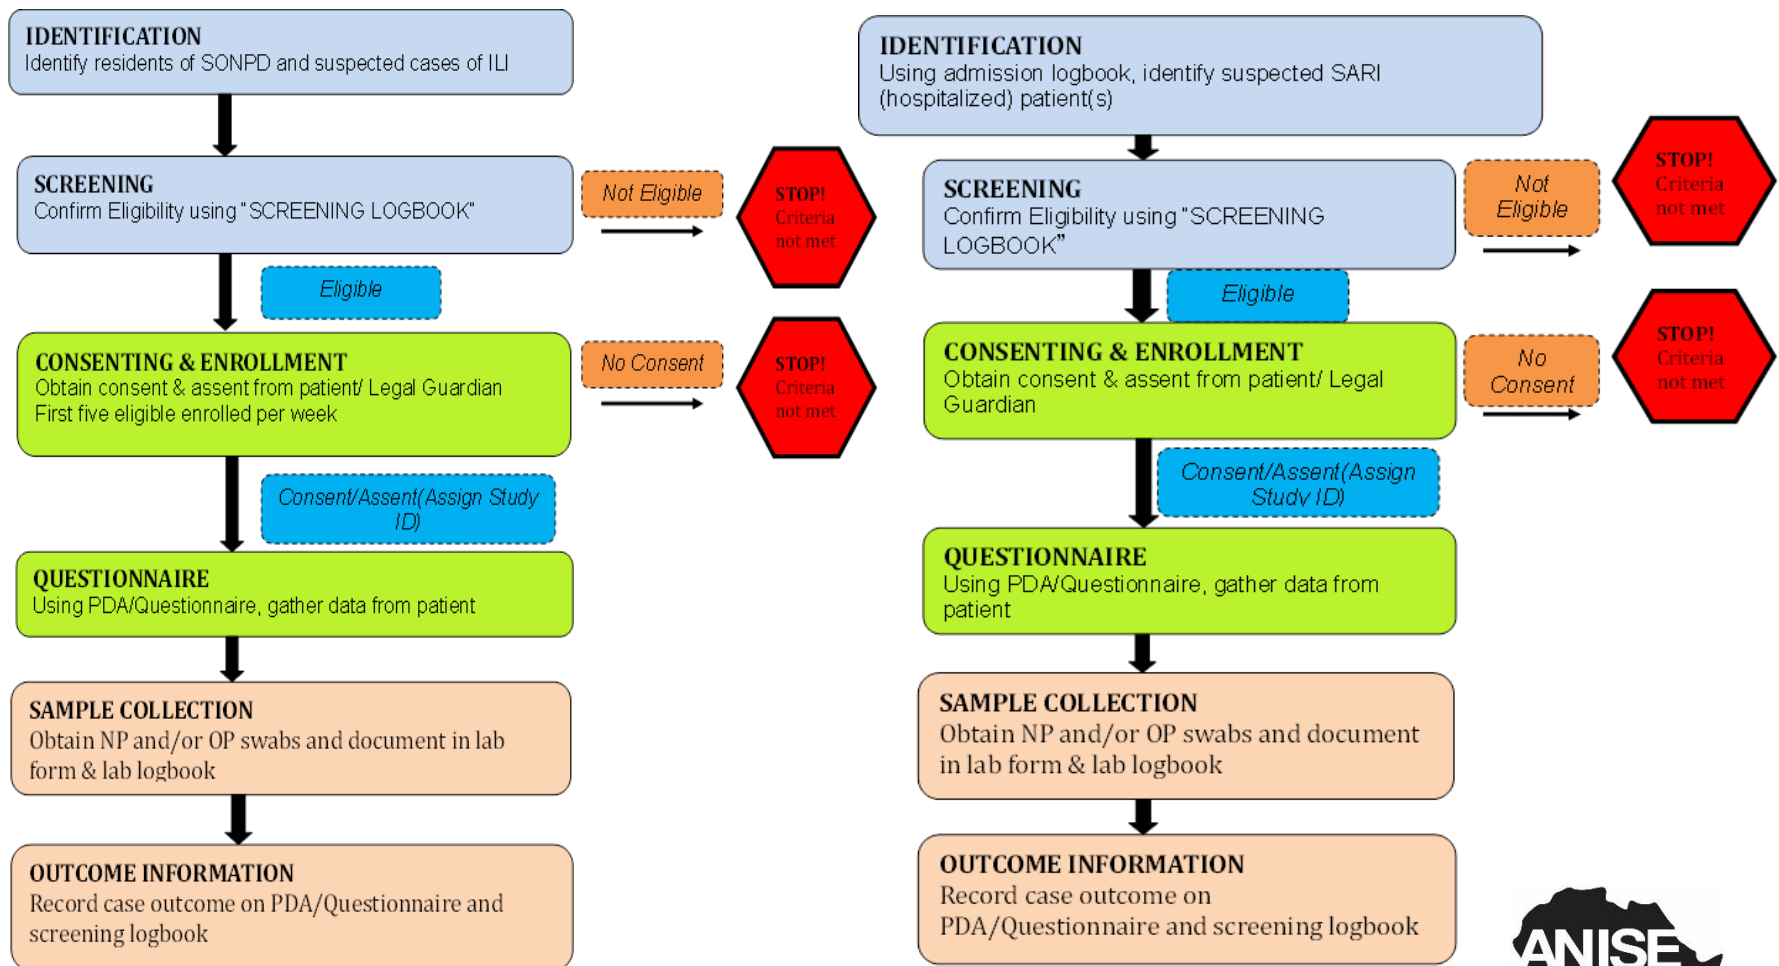 IDENTIFICATION
Identify residents of SONPD and suspected cases of ILI
SCREENING
Confirm Eligibility using "SCREENING LOGBOOK"
Not Eligible
STOP!
Criteria
not met
Eligible
CONSENTING & ENROLLMENT
Obtain consent & assent from patient/ Legal Guardian
First five eligible enrolled per week
No Consent
STOP!
Criteria
not met
Consent/Assent(Assign Study
ID)
QUESTIONNAIRE
Using PDA/Questionnaire, gather data from patient
SAMPLE COLLECTION
Obtain NP and/or OP swabs and document in lab
form & lab logbook
OUTCOME INFORMATION
Record case outcome on PDA/Questionnaire and
screening logbook
IDENTIFICATION
Using admission logbook, identify suspected SARI
(hospitalized) patient(s)
SCREENING
Confirm Eligibility using "SCREENING
LOGBOOK”
Not
Eligible
STOP!
Criteria
not met
Eligible
CONSENTING & ENROLLMENT
Obtain consent & assent from patient/ Legal
Guardian
No
Consent
STOP!
Criteria
not met
Consent/Assent(Assign
Study ID)
QUESTIONNAIRE
Using PDA/Questionnaire, gather data from
patient
SAMPLE COLLECTION
Obtain NP and/or OP swabs and document
in lab form & lab logbook
OUTCOME INFORMATION
Record case outcome on
PDA/Questionnaire and screening logbook
ANISE